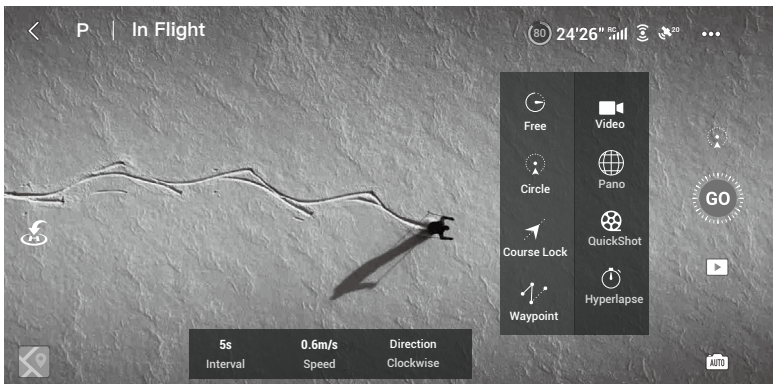 P | In Flight
80 24'26" RC 20
Free
Video
Circle
Pano
GO
Course Lock
QuickShot
Waypoint
Hyperlapse
5s 0.6m/s Direction
Interval Speed Clockwise
H
AUTO